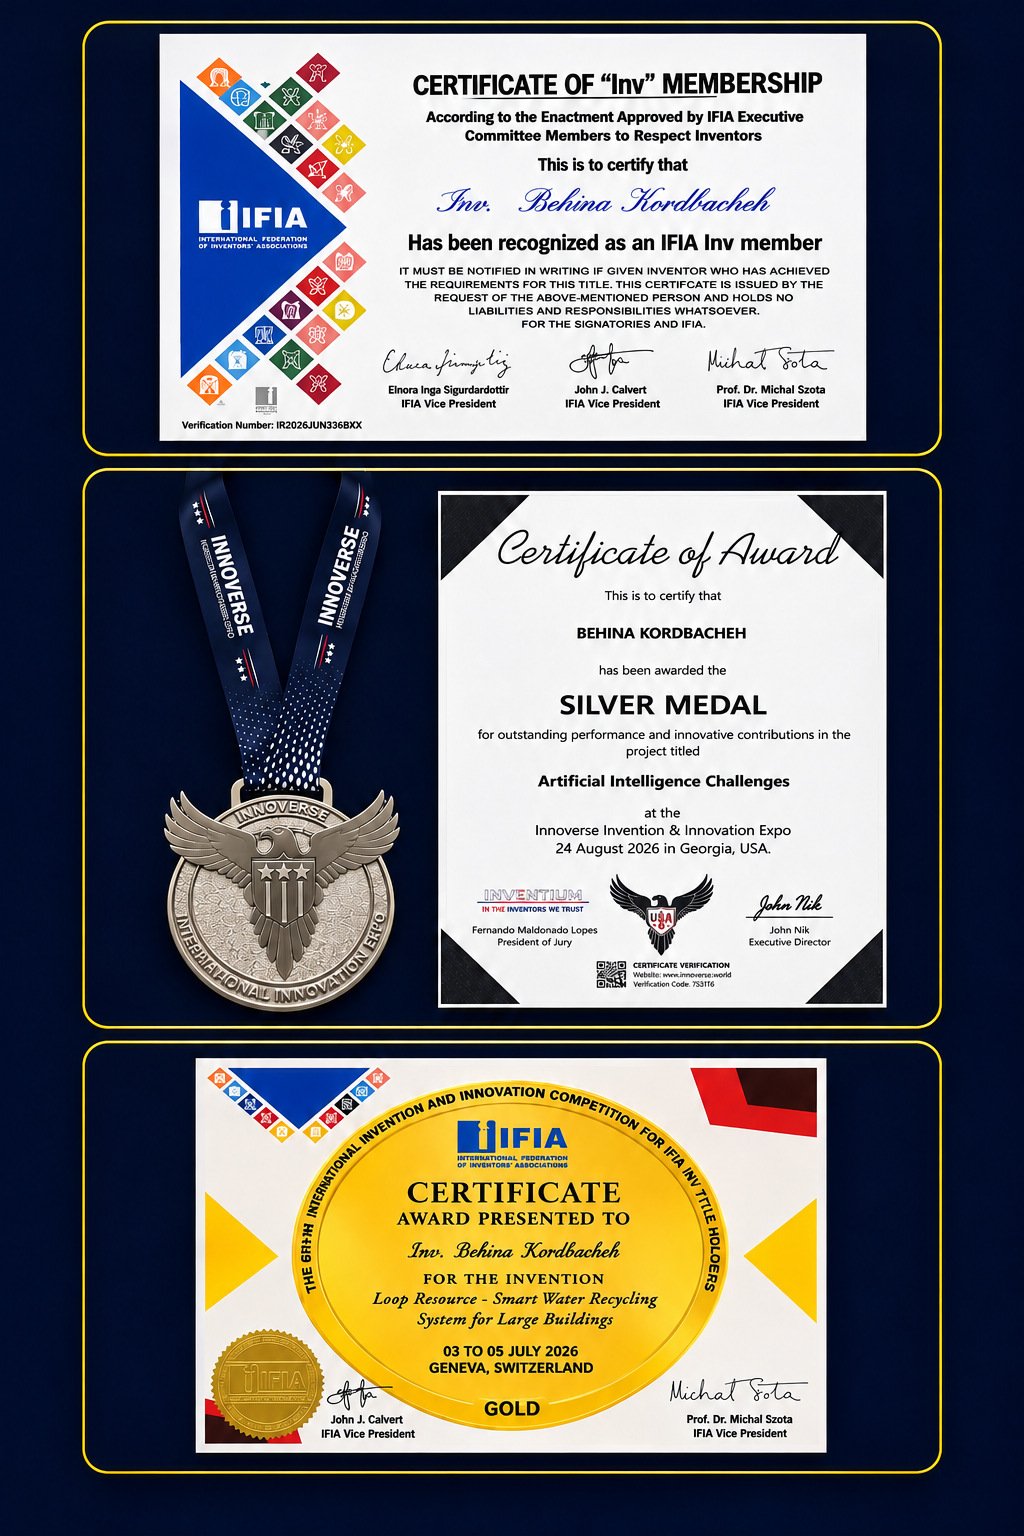 CERTIFICATE OF “Inv” MEMBERSHIP
According to the Enactment Approved by IFIA Executive
Committee Members to Respect Inventors
This is to certify that
Inv. Behina Kordbacheh
Has been recognized as an IFIA Inv member
IT MUST BE NOTIFIED IN WRITING IF GIVEN INVENTOR WHO HAS ACHIEVED
THE REQUIREMENTS FOR THIS TITLE. THIS CERTIFCATE IS ISSUED BY THE
REQUEST OF THE ABOVE-MENTIONED PERSON AND HOLDS NO
LIABILITIES AND RESPONSIBILITIES WHATSOEVER.
FOR THE SIGNATORIES AND IFIA.
IFIA
INTERNATIONAL FEDERATION
OF INVENTORS' ASSOCIATIONS
Michat Szota
Elnora Inga Sigurdardottir
IFIA Vice President
John J. Calvert
IFIA Vice President
Prof. Dr. Michal Szota
IFIA Vice President
Verification Number: IR2026JUN336BXX
INNOVERSE
INNOVERSE
INNOVERSE
INTERNATIONAL INNOVATION EXPO
Certificate of Award
This is to certify that
BEHINA KORDBACHEH
has been awarded the
SILVER MEDAL
for outstanding performance and innovative contributions in the
project titled
Artificial Intelligence Challenges
at the
Innoverse Invention & Innovation Expo
24 August 2026 in Georgia, USA.
INVENTIUM
IN THE INVENTORS WE TRUST
Fernando Maldonado Lopes
President of Jury
USA
John Nik
John Nik
Executive Director
CERTIFICATE VERIFICATION
Website: www.innoverse.world
Verification Code: 7S31T6
THE INTERNATIONAL INVENTION AND INNOVATION COMPETITION FOR IFIA INV TITLE HOLDERS
IFIA
INTERNATIONAL FEDERATION
OF INVENTORS' ASSOCIATIONS
CERTIFICATE
AWARD PRESENTED TO
Inv. Behina Kordbacheh
FOR THE INVENTION
Loop Resource - Smart Water Recycling
System for Large Buildings
03 TO 05 JULY 2026
GENEVA, SWITZERLAND
GOLD
IFIA
John J. Calvert
IFIA Vice President
Michat Szota
Prof. Dr. Michal Szota
IFIA Vice President